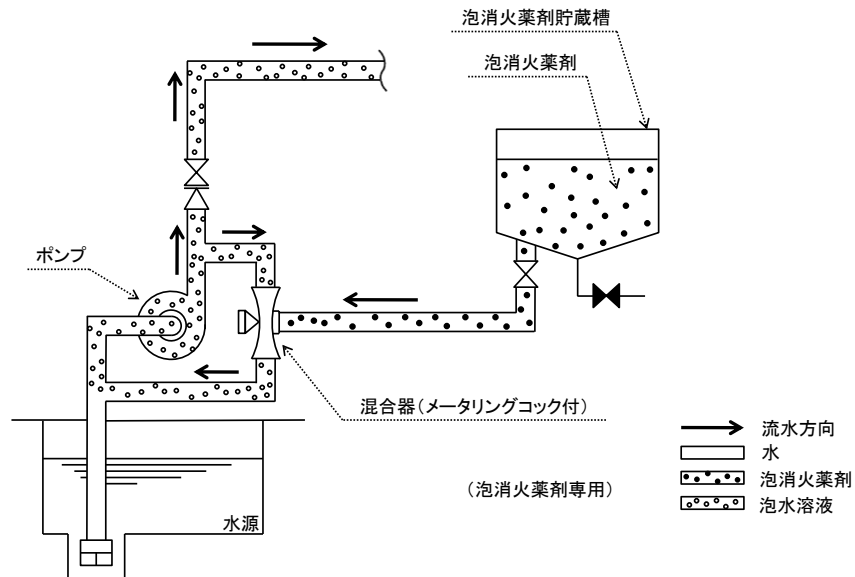 泡消火薬剤貯蔵槽
泡消火薬剤
ポンプ
混合器(メータリングコック付)
水源
(泡消火薬剤専用)
流水方向
水
泡消火薬剤
泡水溶液